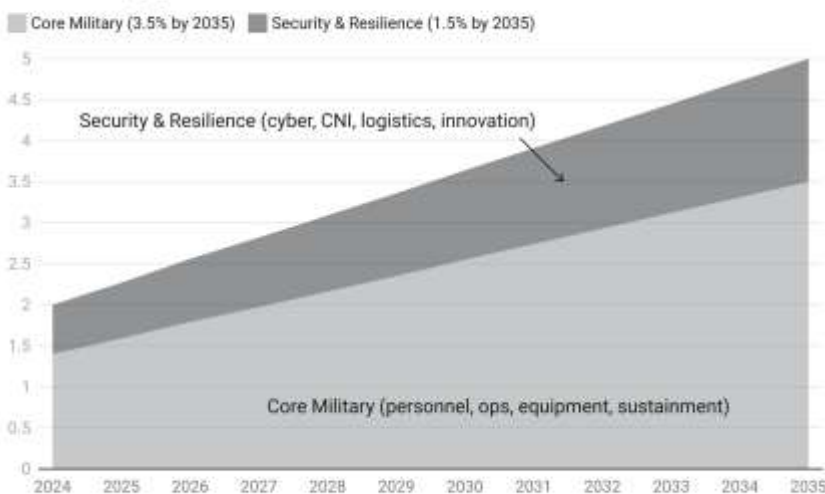 Core Military (3.5% by 2035) Security & Resilience (1.5% by 2035)
5
4.5
Security & Resilience (cyber, CNI, logistics, innovation)
4
3.5
3
2.5
2
1.5
1
Core Military (personnel, ops, equipment, sustainment)
0.5
0
2024 2025 2026 2027 2028 2029 2030 2031 2032 2033 2034 2035